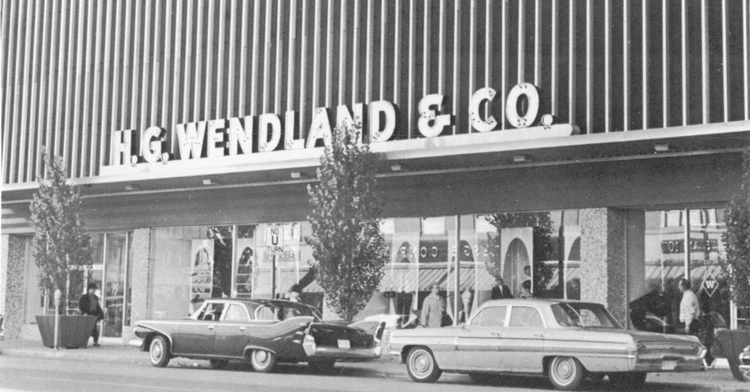 H.G. WENDLAND & CO.
NO
U
TURN
W